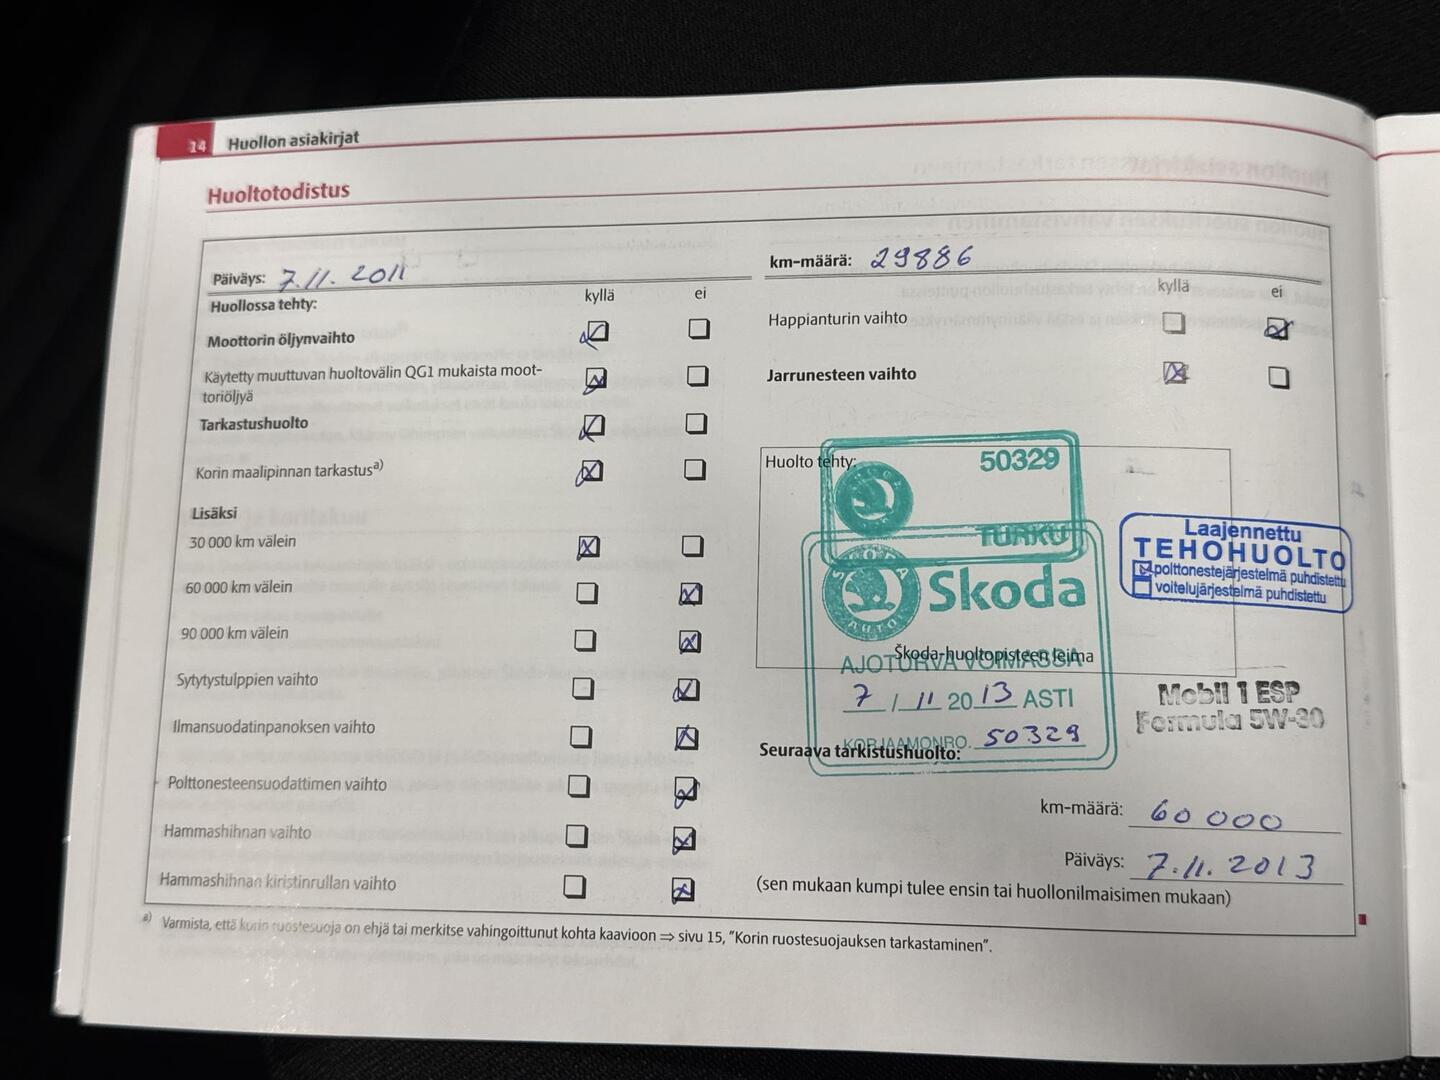 14 Huollon asiakirjat
Huoltotodistus
Päiväys: 7.11.2011
km-määrä: 29886
Huollossa tehty: kyllä ei
kyllä ei
Moottorin öljynvaihto
Käytetty muuttuvan huoltovälin QG1 mukaista moot-
toriöljyä
Tarkastushuolto
Korin maalipinnan tarkastus a)
Lisäksi
30 000 km välein
60 000 km välein
90 000 km välein
Sytytystulppien vaihto
Ilmansuodatinpanoksen vaihto
Polttonesteensuodattimen vaihto
Hammashihnan vaihto
Hammashihnan kiristinrullan vaihto
Happianturin vaihto
Jarrunesteen vaihto
Huolto tehty:
50329
TURKU
SKODA
AUTO
Skoda
Škoda-huoltopisteen leima
AJOTURVA VOIMASSA
7 / 11 2013 ASTI
KORJAAMONRO. 50329
Laajennettu
TEHOHUOLTO
polttonestejärjestelmä puhdistettu
voitelujärjestelmä puhdistettu
Mobil 1 ESP
Formula 5W-30
Seuraava tarkistushuolto:
km-määrä: 60 000
Päiväys: 7.11.2013
(sen mukaan kumpi tulee ensin tai huollonilmaisimen mukaan)
a) Varmista, että korin ruostesuoja on ehjä tai merkitse vahingoittunut kohta kaavioon ⇒ sivu 15, "Korin ruostesuojauksen tarkastaminen".